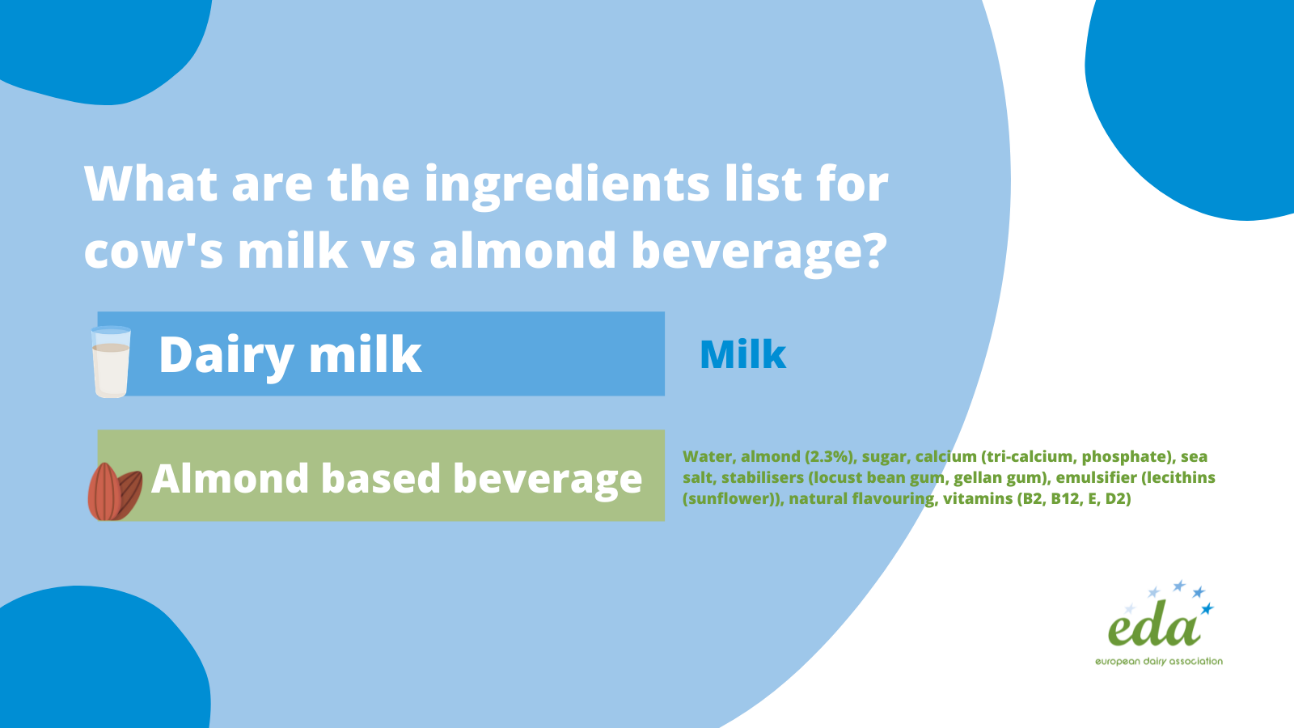 What are the ingredients list for
cow's milk vs almond beverage?
Dairy milk
Milk
Almond based beverage
Water, almond (2.3%), sugar, calcium (tri-calcium, phosphate), sea
salt, stabilisers (locust bean gum, gellan gum), emulsifier (lecithins
(sunflower)), natural flavouring, vitamins (B2, B12, E, D2)
eda
european dairy association